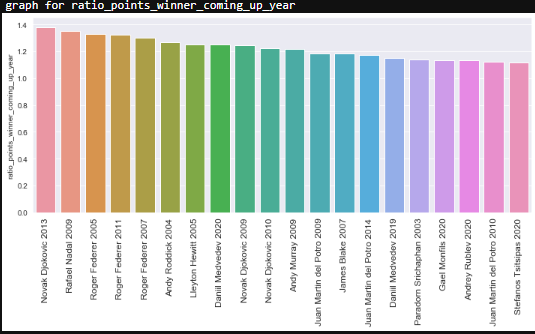 graph for ratio_points_winner_coming_up_year
ratio_points_winner_coming_up_year
1.4
1.2
1.0
0.8
0.6
0.4
0.2
0.0
Novak Djokovic 2013
Rafael Nadal 2009
Roger Federer 2005
Roger Federer 2011
Roger Federer 2007
Andy Roddick 2004
Lleyton Hewitt 2005
Daniil Medvedev 2020
Novak Djokovic 2009
Novak Djokovic 2010
Andy Murray 2009
Juan Martin del Potro 2009
James Blake 2007
Juan Martin del Potro 2014
Daniil Medvedev 2019
Paradorn Srichaphan 2003
Gael Monfils 2020
Andrey Rublev 2020
Juan Martin del Potro 2010
Stefanos Tsitsipas 2020